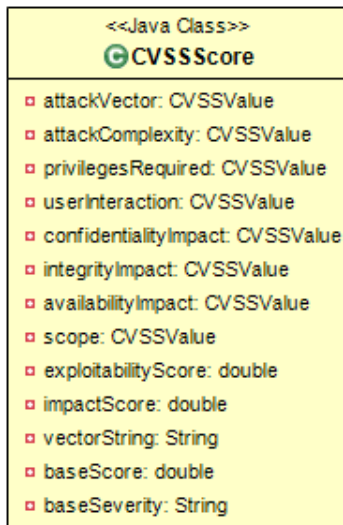 <<Java Class>>
C CVSSScore
attackVector: CVSSValue
attackComplexity: CVSSValue
privilegesRequired: CVSSValue
userInteraction: CVSSValue
confidentialityImpact: CVSSValue
integrityImpact: CVSSValue
availabilityImpact: CVSSValue
scope: CVSSValue
exploitabilityScore: double
impactScore: double
vectorString: String
baseScore: double
baseSeverity: String